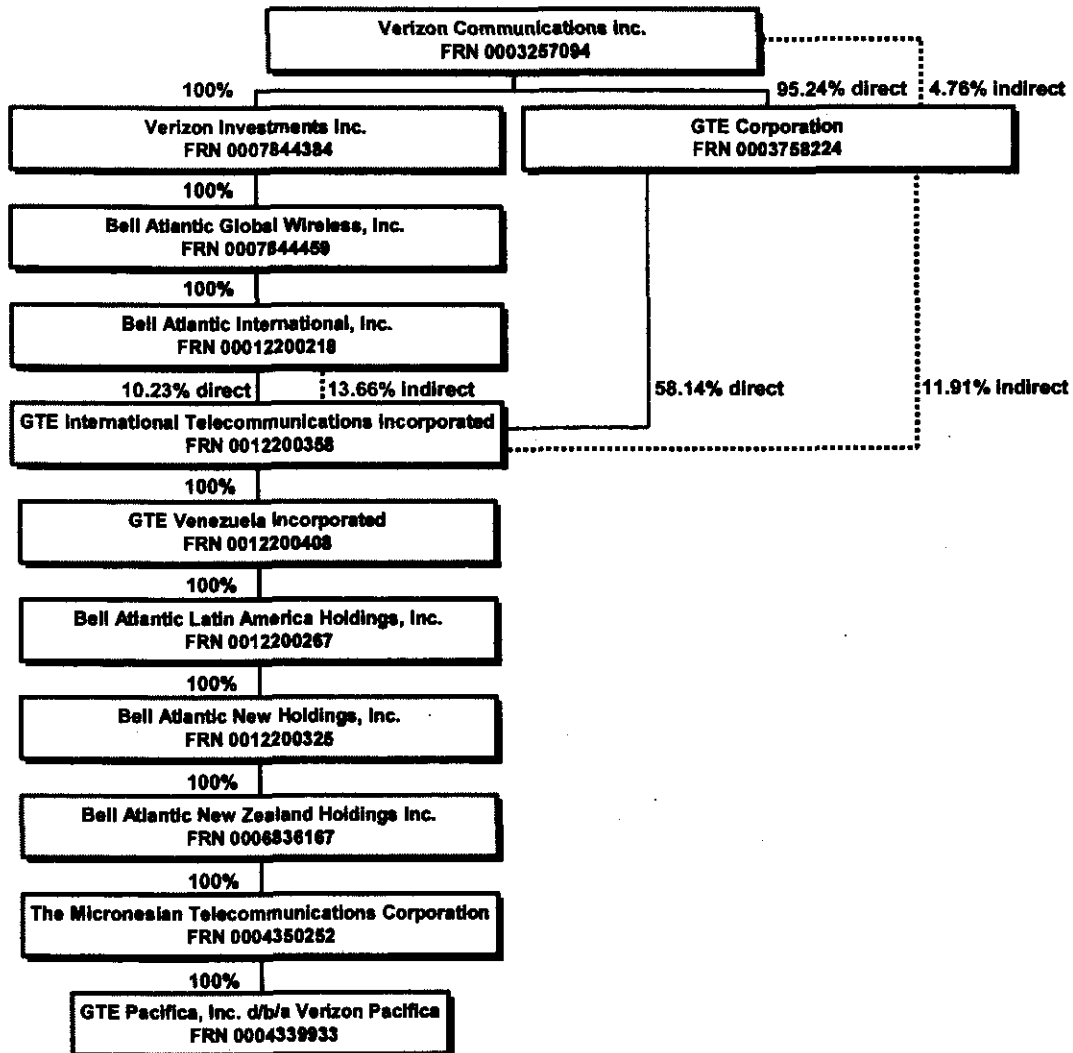 Verizon Communications Inc.
FRN 0003257094
100%
95.24% direct
4.76% indirect
Verizon Investments Inc.
FRN 0007844384
GTE Corporation
FRN 0003758224
100%
Bell Atlantic Global Wireless, Inc.
FRN 0007844459
100%
Bell Atlantic International, Inc.
FRN 00012200218
10.23% direct
13.66% indirect
58.14% direct
11.91% indirect
GTE International Telecommunications Incorporated
FRN 0012200358
100%
GTE Venezuela Incorporated
FRN 0012200408
100%
Bell Atlantic Latin America Holdings, Inc.
FRN 0012200267
100%
Bell Atlantic New Holdings, Inc.
FRN 0012200325
100%
Bell Atlantic New Zealand Holdings Inc.
FRN 0006836167
100%
The Micronesian Telecommunications Corporation
FRN 0004350252
100%
GTE Pacifica, Inc. d/b/a Verizon Pacifica
FRN 0004339933